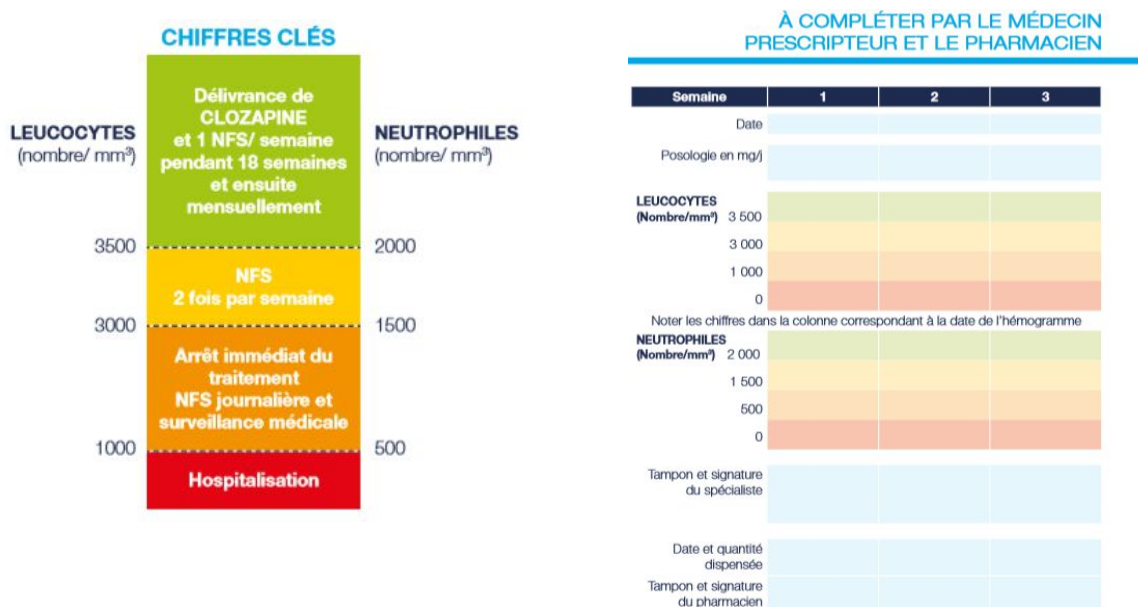 CHIFFRES CLÉS
LEUCOCYTES
(nombre/ mm³)
Délivrance de
CLOZAPINE
et 1 NFS/ semaine
pendant 18 semaines
et ensuite
mensuellement
NEUTROPHILES
(nombre/ mm³)
3500
2000
NFS
2 fois par semaine
3000
1500
Arrêt immédiat du
traitement
NFS journalière et
surveillance médicale
1000
500
Hospitalisation
À COMPLÉTER PAR LE MÉDECIN
PRESCRIPTEUR ET LE PHARMACIEN
Semaine 1 2 3
Date
Posologie en mg/j
LEUCOCYTES
(Nombre/mm³) 3 500
3 000
1 000
0
Noter les chiffres dans la colonne correspondant à la date de l'hémogramme
NEUTROPHILES
(Nombre/mm³) 2 000
1 500
500
0
Tampon et signature
du spécialiste
Date et quantité
dispensée
Tampon et signature
du pharmacien